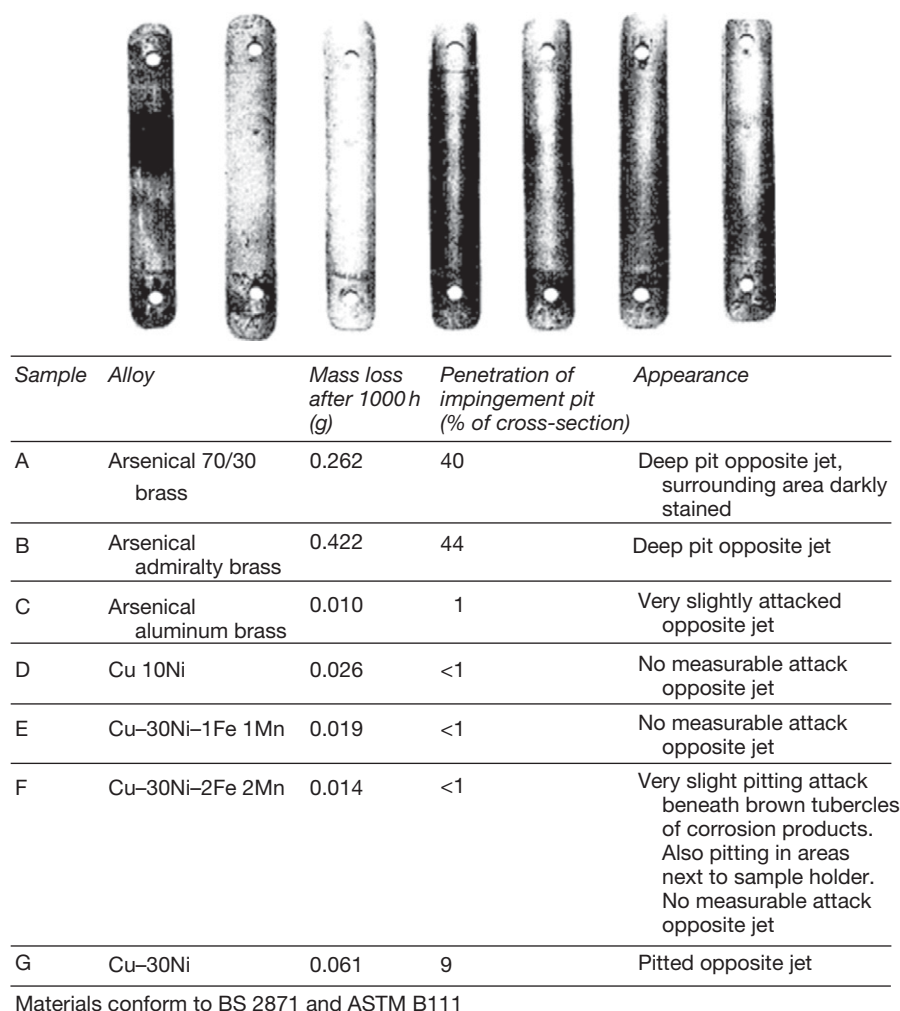 Sample Alloy Mass loss after 1000 h (g) Penetration of impingement pit (% of cross-section) Appearance
A Arsenical 70/30 brass 0.262 40 Deep pit opposite jet, surrounding area darkly stained
B Arsenical admiralty brass 0.422 44 Deep pit opposite jet
C Arsenical aluminum brass 0.010 1 Very slightly attacked opposite jet
D Cu 10Ni 0.026 <1 No measurable attack opposite jet
E Cu–30Ni–1Fe 1Mn 0.019 <1 No measurable attack opposite jet
F Cu–30Ni–2Fe 2Mn 0.014 <1 Very slight pitting attack beneath brown tubercles of corrosion products. Also pitting in areas next to sample holder. No measurable attack opposite jet
G Cu–30Ni 0.061 9 Pitted opposite jet
Materials conform to BS 2871 and ASTM B111